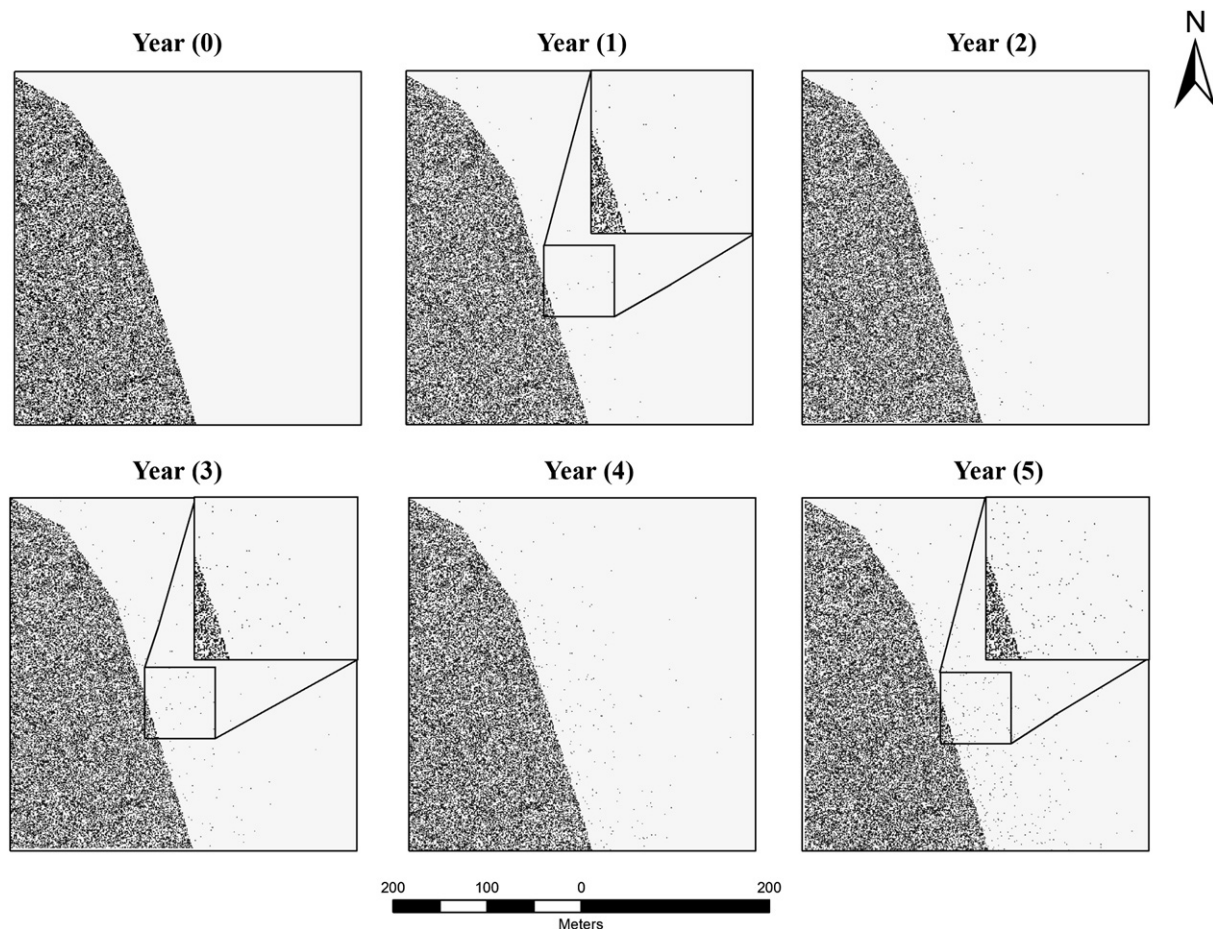 N
Year (0)
Year (1)
Year (2)
Year (3)
Year (4)
Year (5)
200 100 0 200
Meters